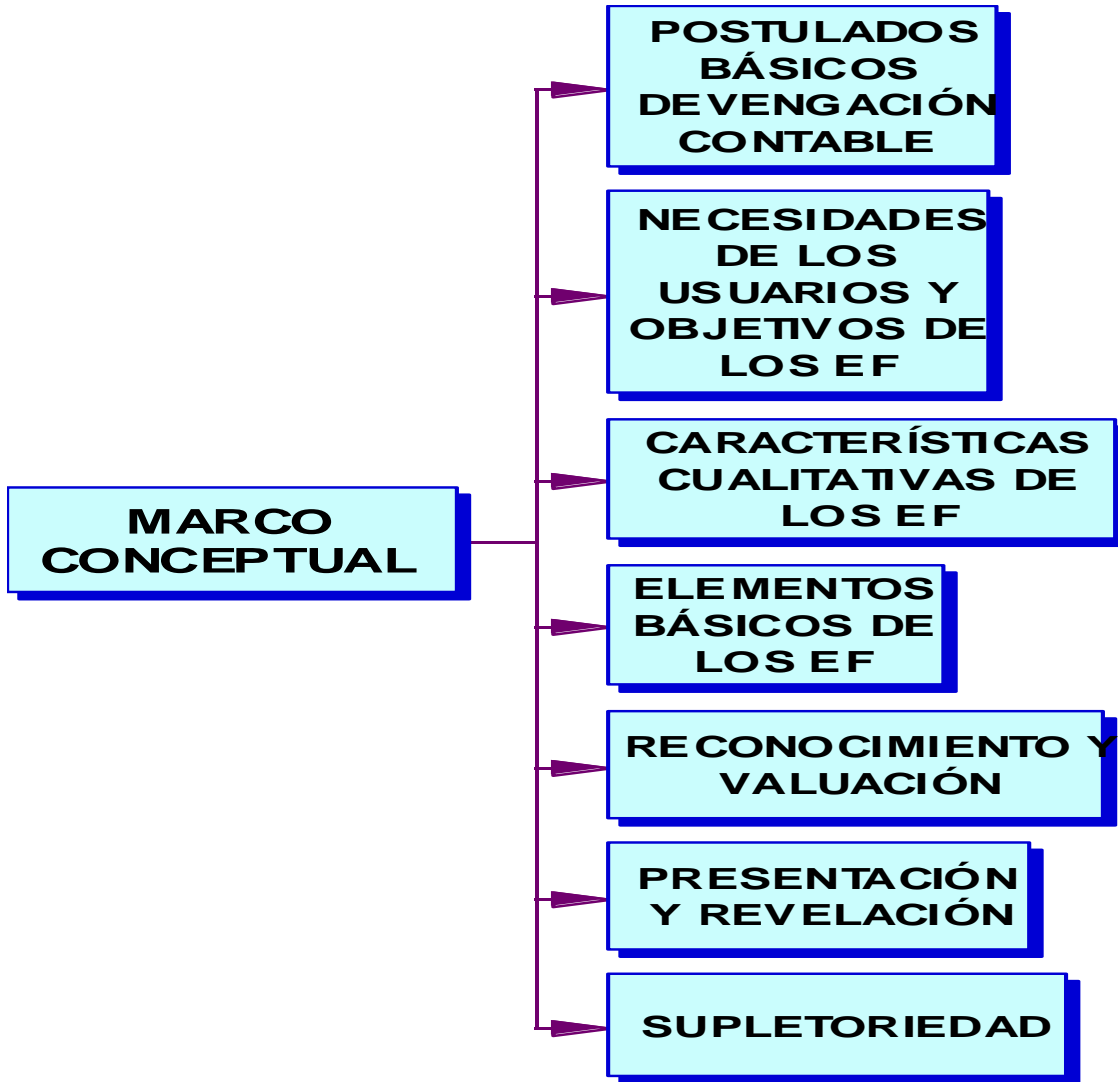 POSTULADOS
BÁSICOS
DEVENGACIÓN
CONTABLE
NECESIDADES
DE LOS
USUARIOS Y
OBJETIVOS DE
LOS EF
CARACTERÍSTICAS
CUALITATIVAS DE
LOS EF
MARCO
CONCEPTUAL
ELEMENTOS
BÁSICOS DE
LOS EF
RECONOCIMIENTO Y
VALUACIÓN
PRESENTACIÓN
Y REVELACIÓN
SUPLETORIEDAD